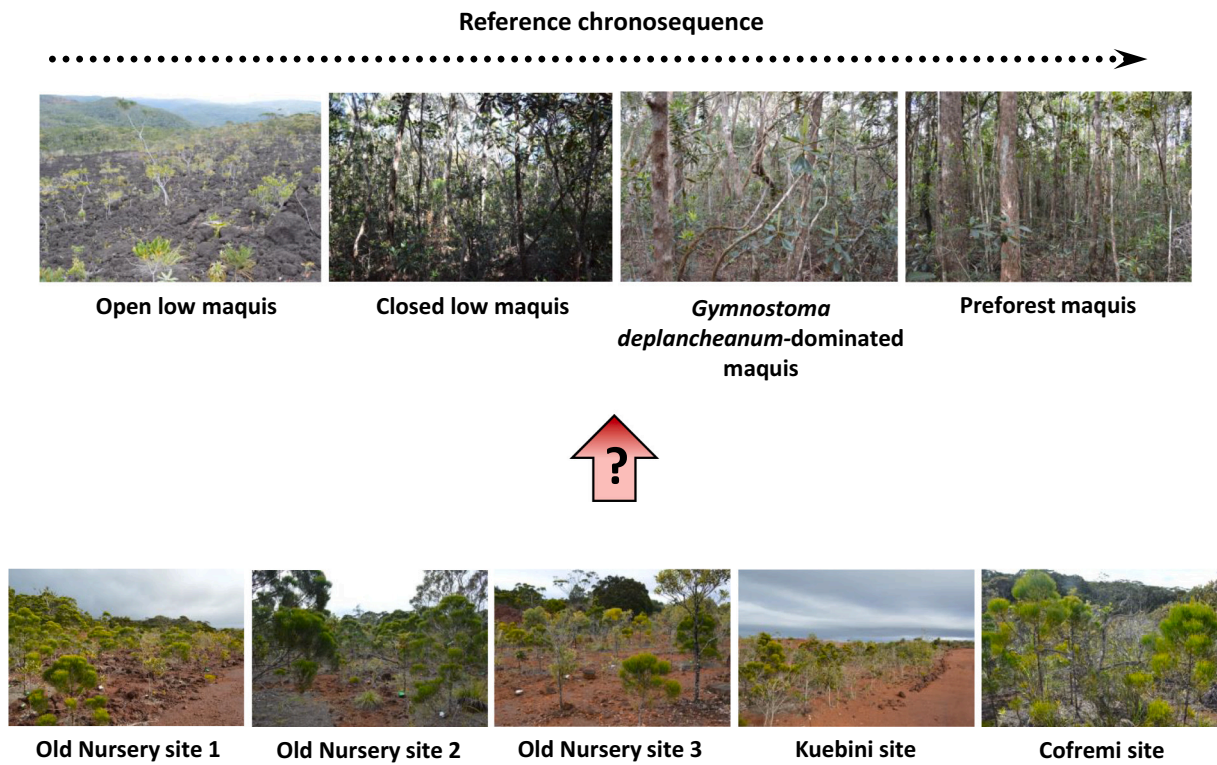 Reference chronosequence
Open low maquis
Closed low maquis
Gymnostoma
deplancheanum-dominated
maquis
Preforest maquis
?
Old Nursery site 1
Old Nursery site 2
Old Nursery site 3
Kuebini site
Cofremi site